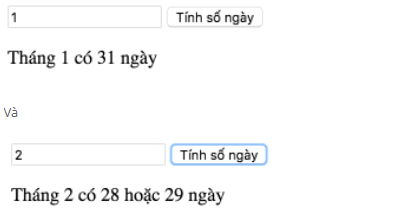 1 Tính số ngày
Tháng 1 có 31 ngày
Và
2 Tính số ngày
Tháng 2 có 28 hoặc 29 ngày